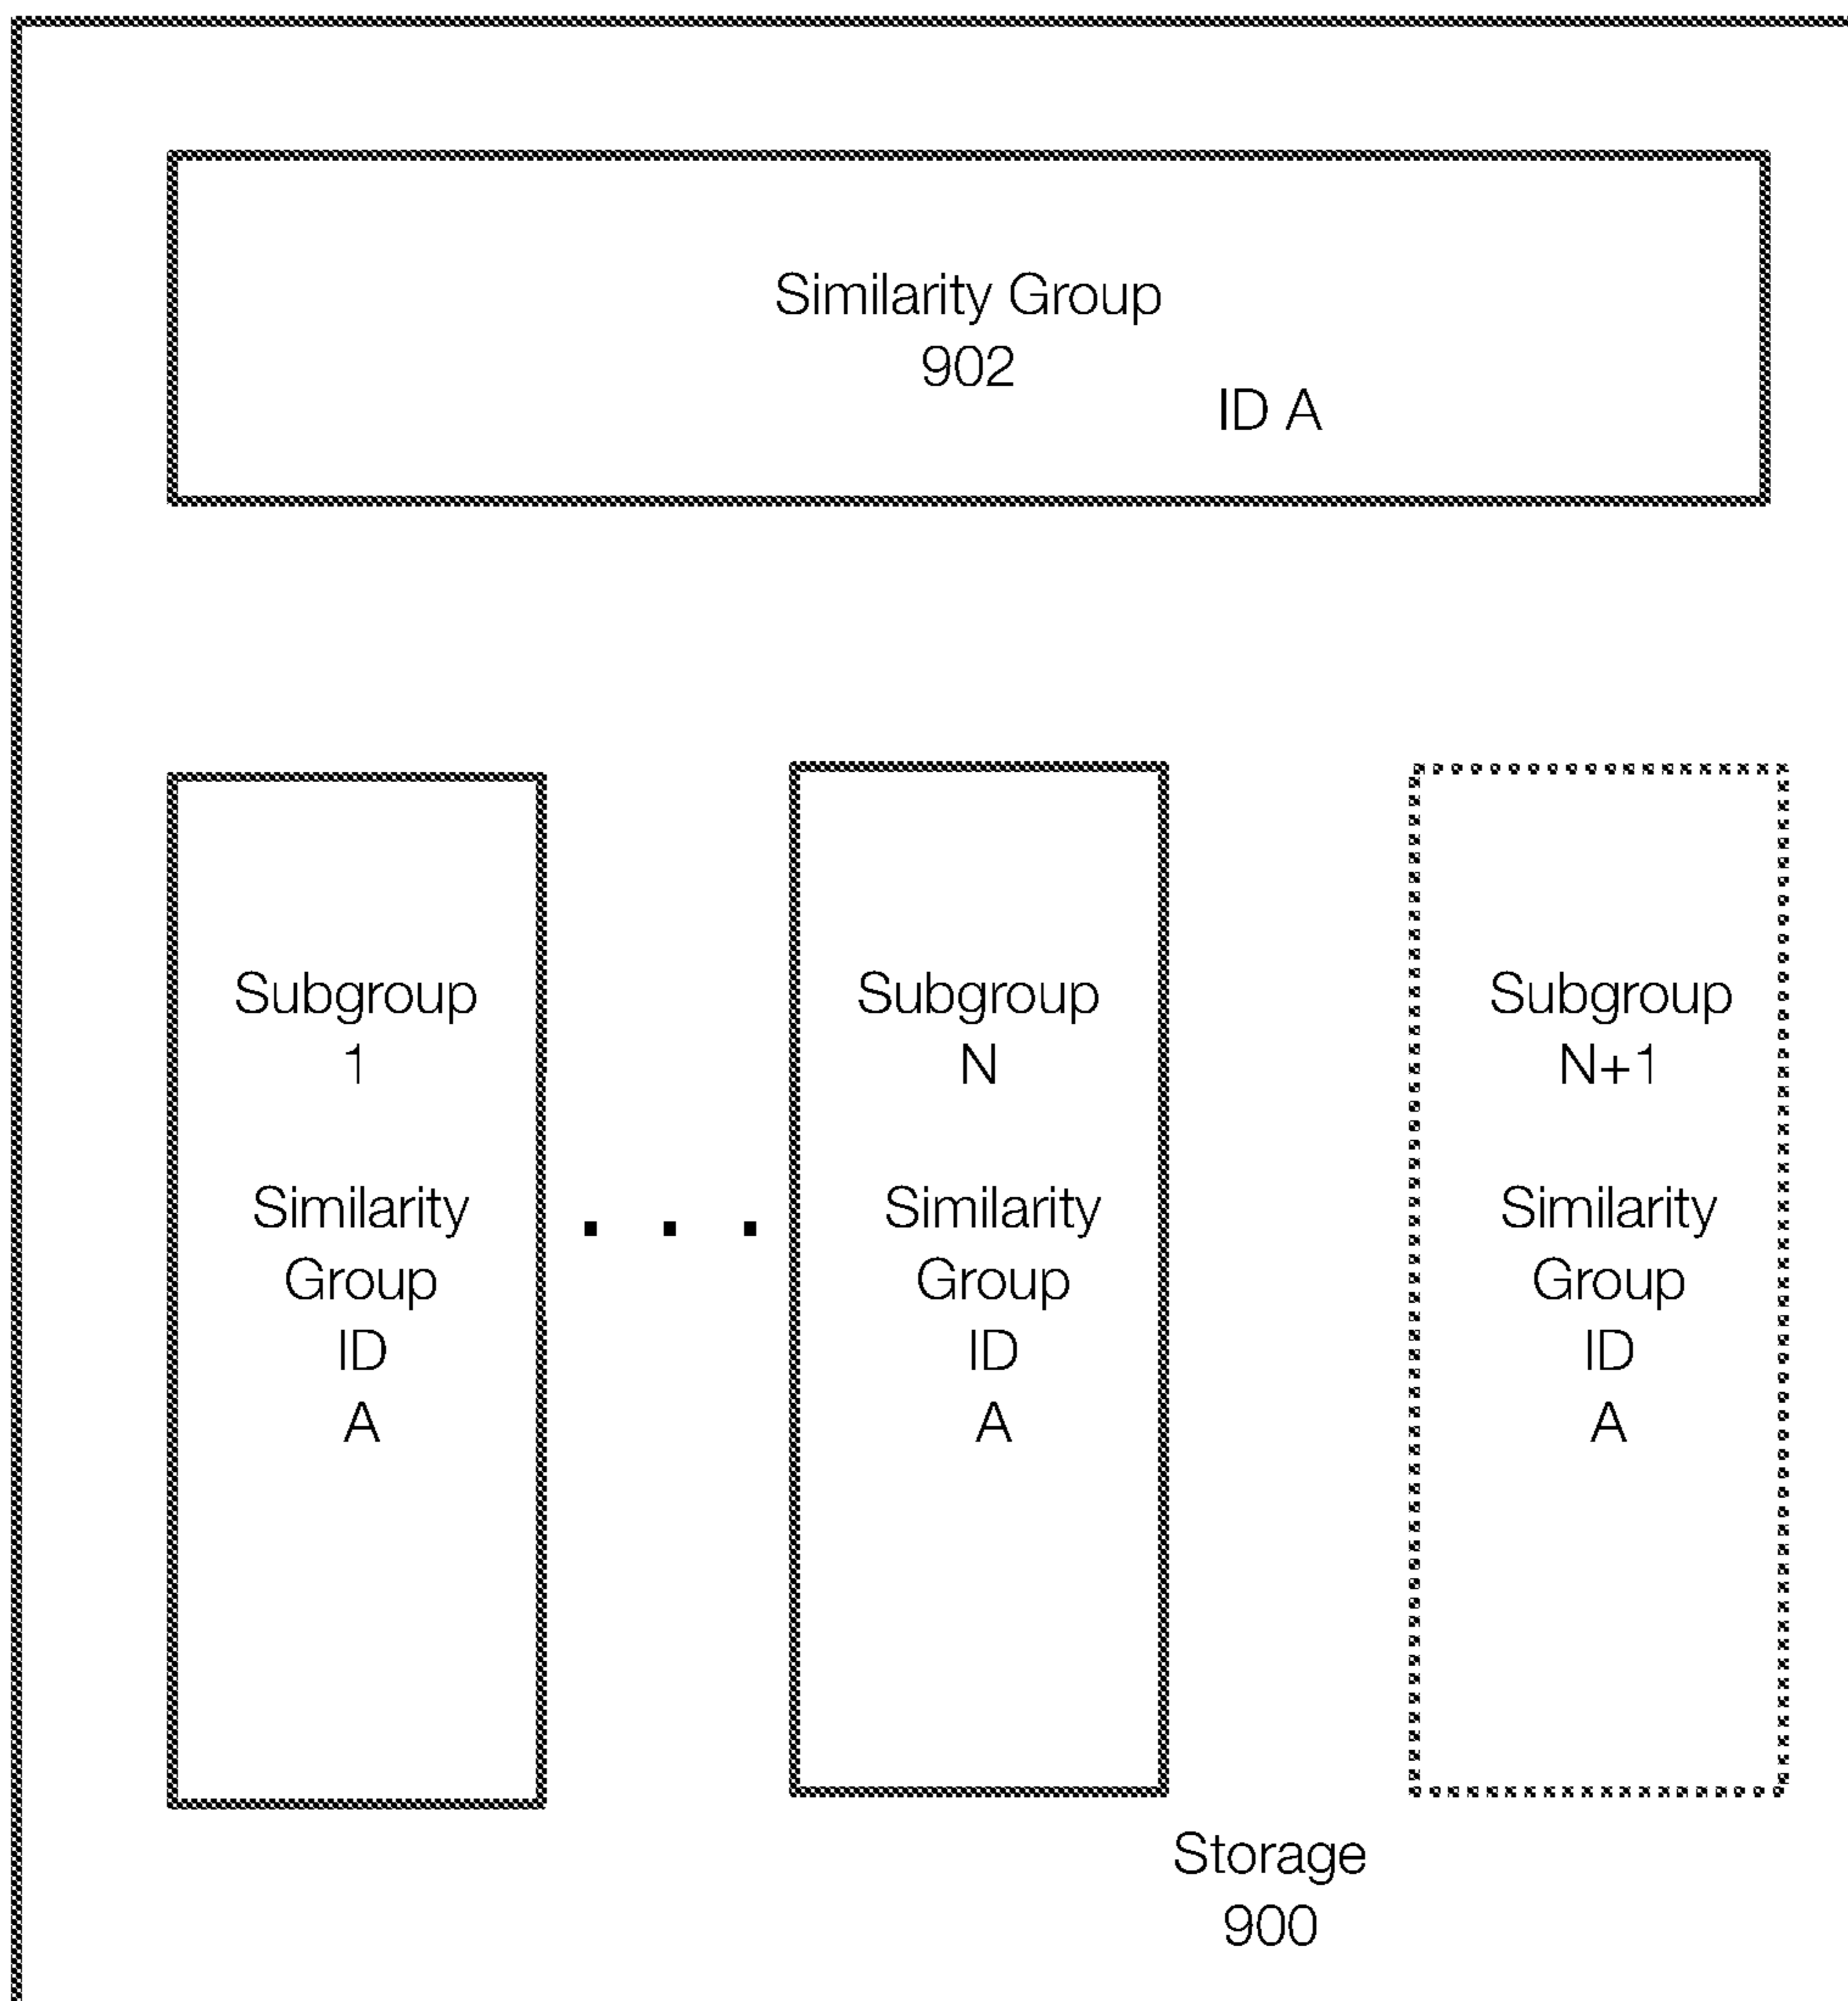 Similarity Group
902
ID A
Subgroup
1
Similarity
Group
ID
A
. . .
Subgroup
N
Similarity
Group
ID
A
Subgroup
N+1
Similarity
Group
ID
A
Storage
900